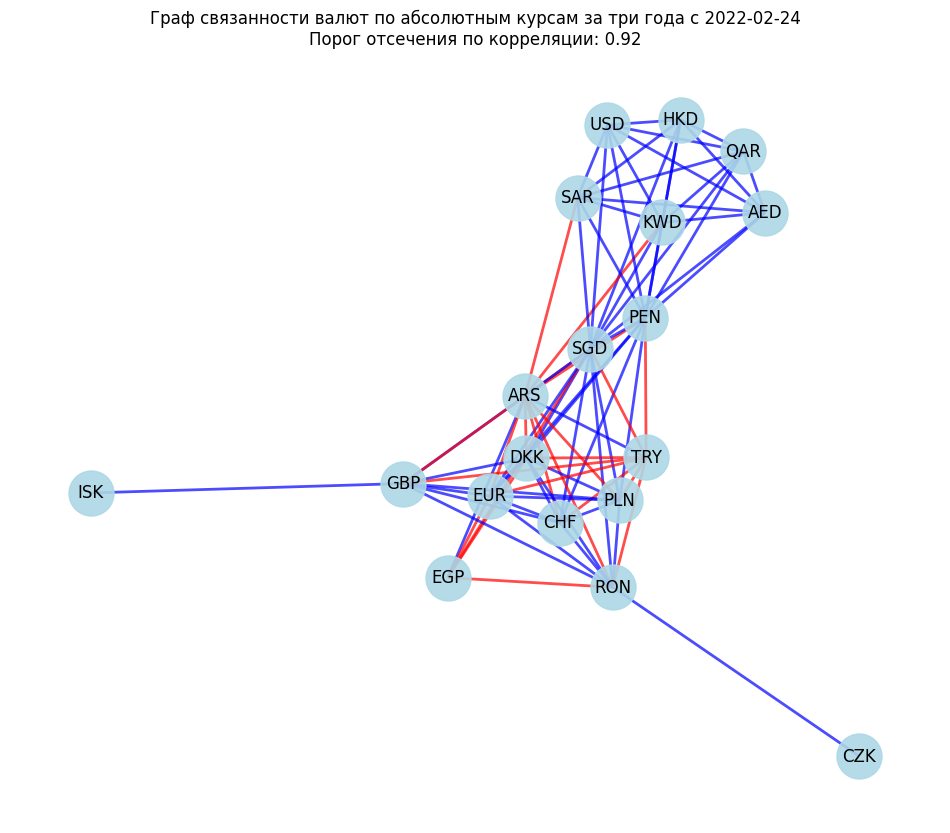 Граф связанности валют по абсолютным курсам за три года с 2022-02-24
Порог отсечения по корреляции: 0.92
USD
HKD
QAR
SAR
KWD
AED
PEN
SGD
ARS
DKK
TRY
GBP
EUR
PLN
ISK
CHF
EGP
RON
CZK